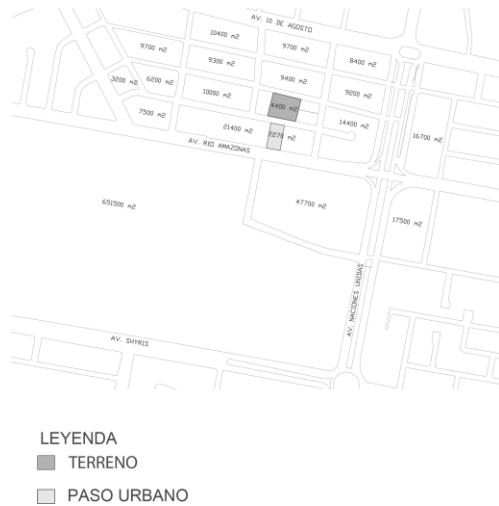 AV. 10 DE AGOSTO
10400 m2
9700 m2
9700 m2
9300 m2
8400 m2
3200 m2
6200 m2
10000 m2
9400 m2
9200 m2
4400 m2
7500 m2
21400 m2
2270 m2
14400 m2
16700 m2
AV. RIO AMAZONAS
651500 m2
47700 m2
17500 m2
AV. NACIONES UNIDAS
AV. SHYRIS
LEYENDA
TERRENO
PASO URBANO